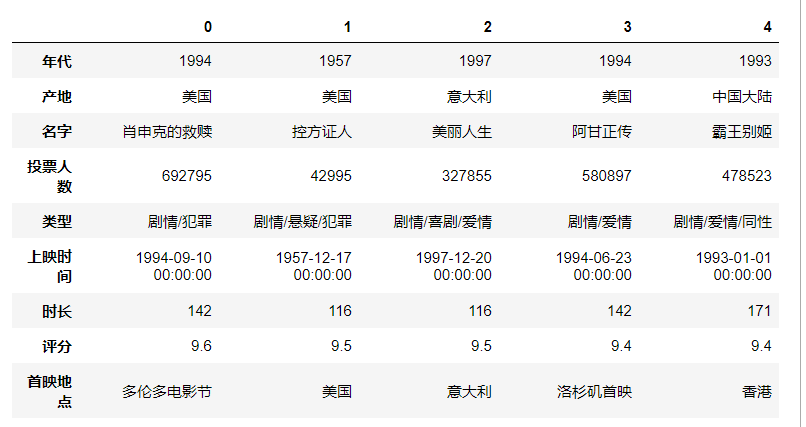 0 1 2 3 4
年代 1994 1957 1997 1994 1993
产地 美国 美国 意大利 美国 中国大陆
名字 肖申克的救赎 控方证人 美丽人生 阿甘正传 霸王别姬
投票人
数 692795 42995 327855 580897 478523
类型 剧情/犯罪 剧情/悬疑/犯罪 剧情/喜剧/爱情 剧情/爱情 剧情/爱情/同性
上映时 1994-09-10 1957-12-17 1997-12-20 1994-06-23 1993-01-01
间 00:00:00 00:00:00 00:00:00 00:00:00 00:00:00
时长 142 116 116 142 171
评分 9.6 9.5 9.5 9.4 9.4
首映地
点 多伦多电影节 美国 意大利 洛杉矶首映 香港